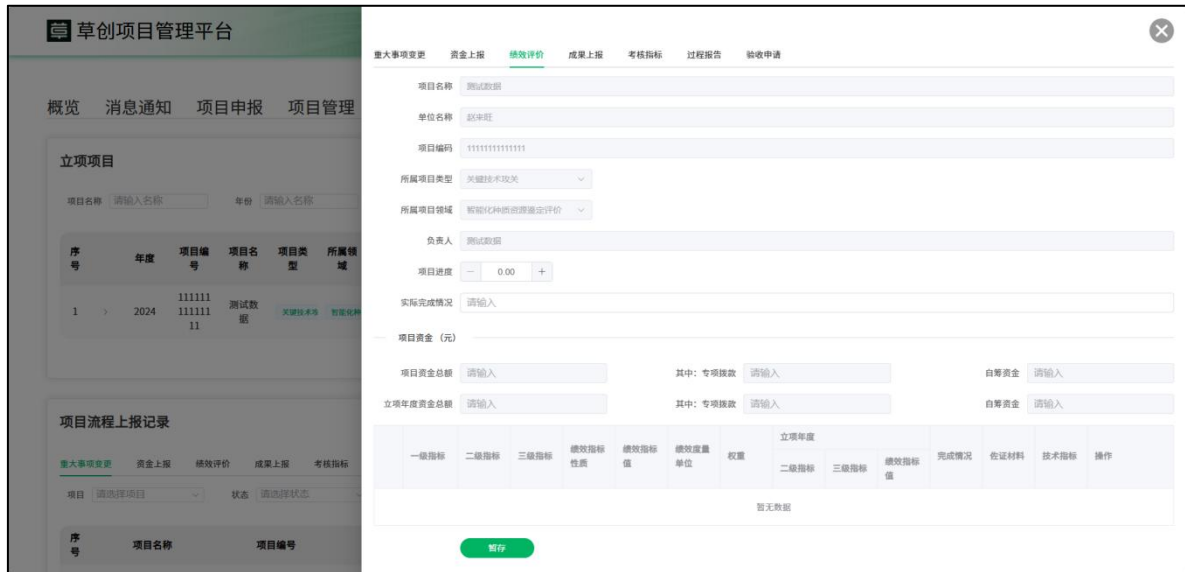 草创项目管理平台
概览 消息通知 项目申报 项目管理
立项项目
项目名称 请输入名称 年份 请输入名称
序号 年度 项目编号 项目名称 项目类型 所属领域
1 > 2024 11111111111111 测试数据 关键技术攻 智能化种
项目流程上报记录
重大事项变更 资金上报 绩效评价 成果上报 考核指标
项目 请选择项目 状态 请选择状态
序号 项目名称 项目编号
重大事项变更 资金上报 绩效评价 成果上报 考核指标 过程报告 验收申请
项目名称 测试数据
单位名称 赵来旺
项目编码 11111111111111
所属项目类型 关键技术攻关
所属项目领域 智能化种质资源鉴定评价
负责人 测试数据
项目进度 - 0.00 +
实际完成情况 请输入
项目资金(元)
项目资金总额 请输入 其中:专项拨款 请输入 自筹资金 请输入
立项年度资金总额 请输入 其中:专项拨款 请输入 自筹资金 请输入
一级指标 二级指标 三级指标 绩效指标性质 绩效指标值 绩效度量单位 权重 立项年度 完成情况 佐证材料 技术指标 操作
二级指标 三级指标 绩效指标值
暂无数据
暂存